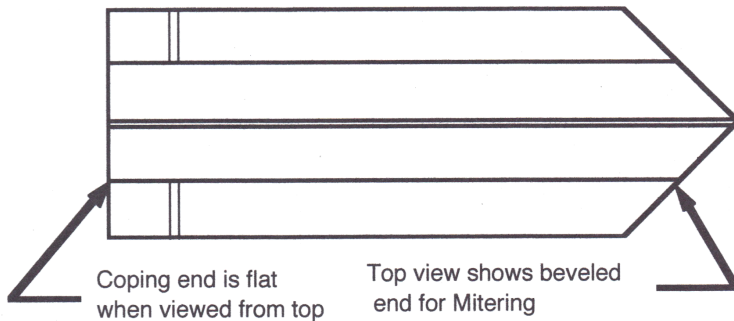 Coping end is flat
when viewed from top
Top view shows beveled
end for Mitering